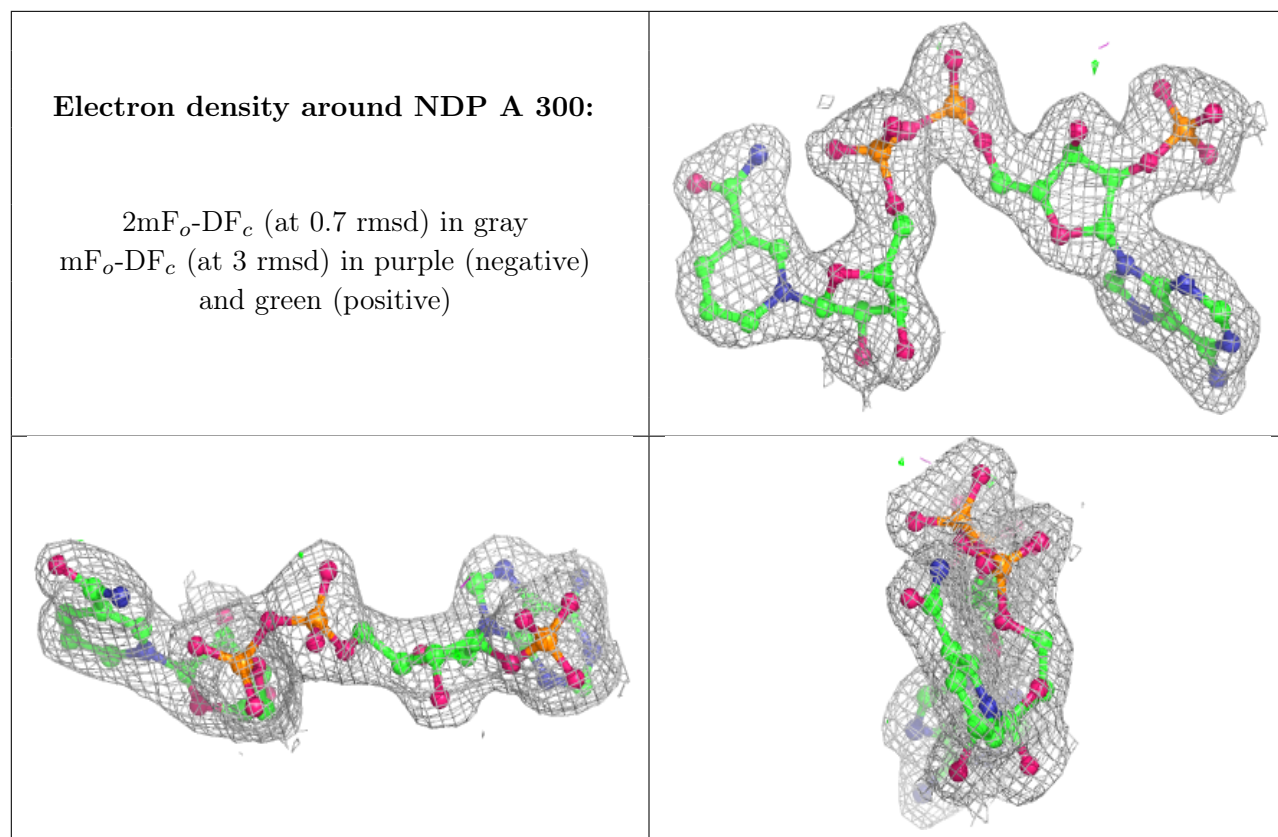 Electron density around NDP A 300:
2mFo-DFc (at 0.7 rmsd) in gray
mFo-DFc (at 3 rmsd) in purple (negative)
and green (positive)